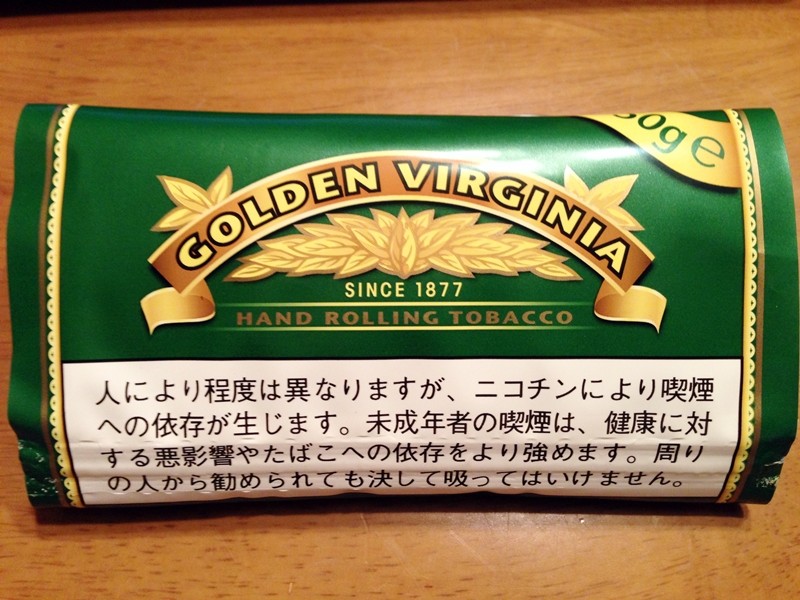 GOLDEN VIRGINIA
SINCE 1877
HAND ROLLING TOBACCO
人により程度は異なりますが、ニコチンにより喫煙
への依存が生じます。未成年者の喫煙は、健康に対
する悪影響やたばこへの依存をより強めます。周り
の人から勧められても決して吸ってはいけません。